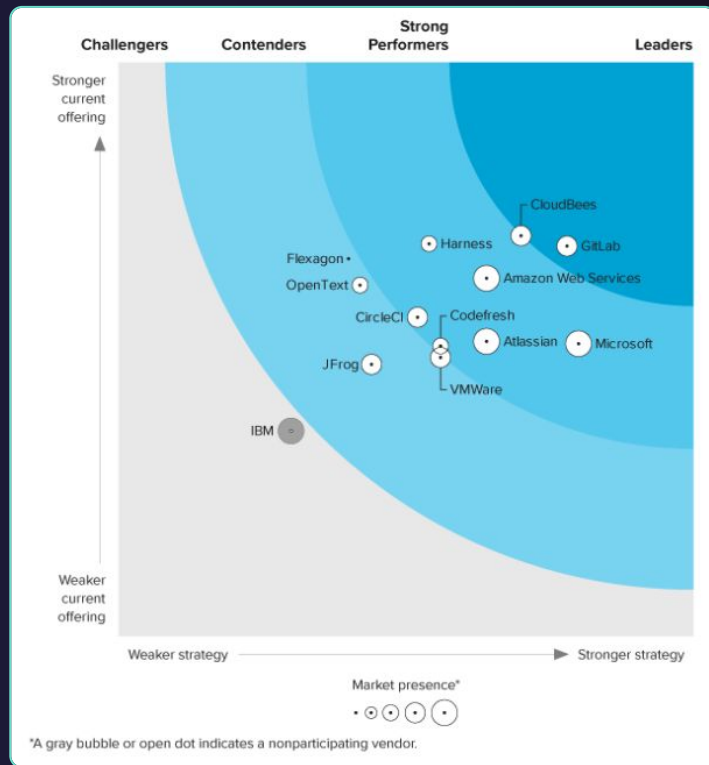 Challengers
Contenders
Strong
Performers
Leaders
Stronger
current
offering
CloudBees
Harness
GitLab
Flexagon
Amazon Web Services
OpenText
CircleCI
Codefresh
Atlassian
Microsoft
JFrog
VMWare
IBM
Weaker
current
offering
Weaker strategy
Stronger strategy
Market presence*
*A gray bubble or open dot indicates a nonparticipating vendor.